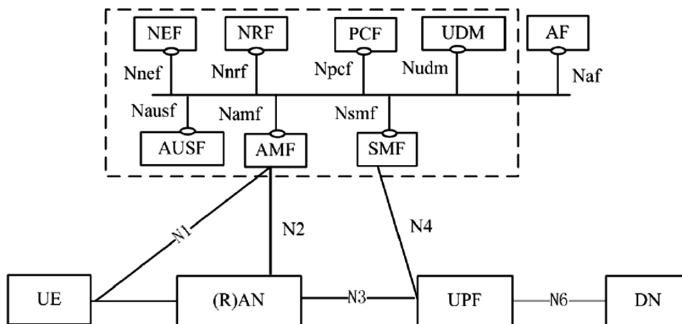 NEF NRF PCF UDM AF
Nnef Nnrf Npcf Nudm Naf
Nausf Namf Nsmf
AUSF AMF SMF
N1 N2 N4
UE (R)AN N3 UPF N6 DN